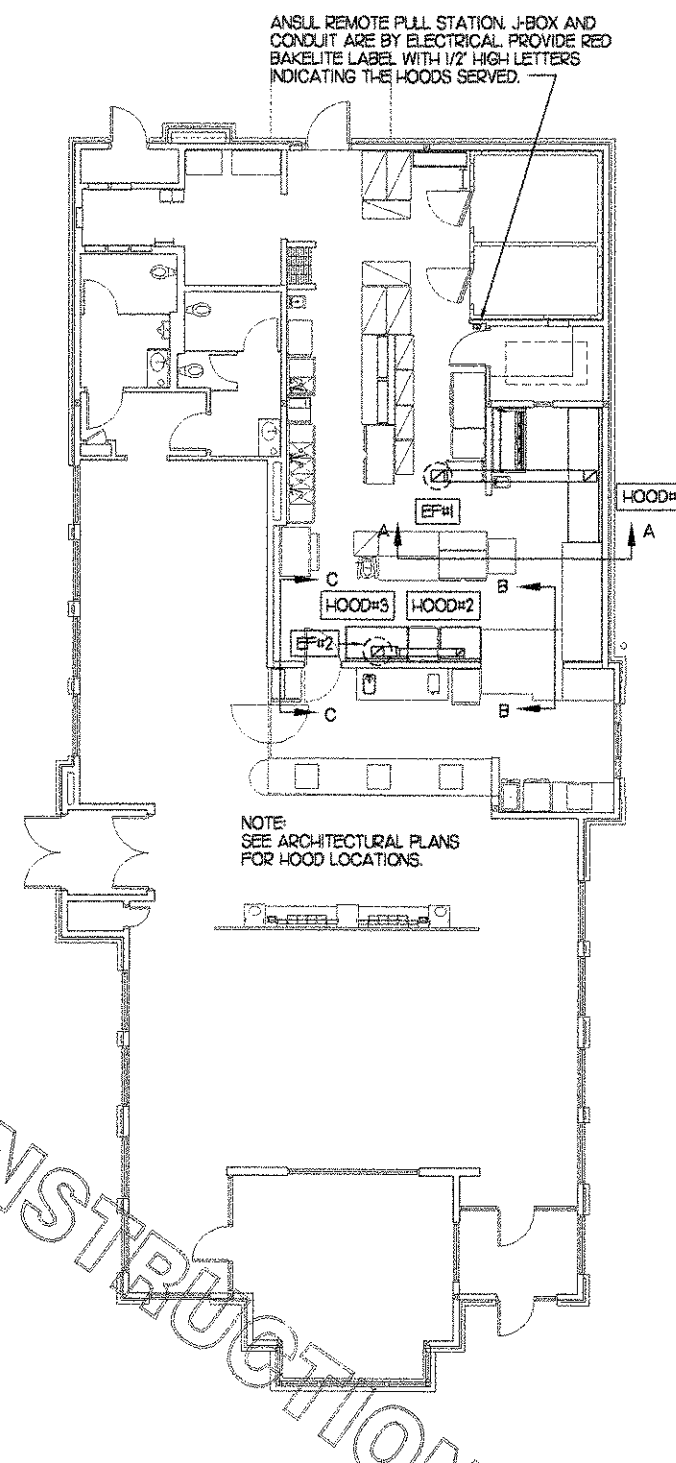 ANSUL REMOTE PULL STATION. J-BOX AND
CONDUIT ARE BY ELECTRICAL. PROVIDE RED
BAKELITE LABEL WITH 1/2" HIGH LETTERS
INDICATING THE HOODS SERVED.
HOOD#
EF#1
A
A
C
B
HOOD#3
HOOD#2
EF#2
C
B
NOTE:
SEE ARCHITECTURAL PLANS
FOR HOOD LOCATIONS.
NSTRUCTION